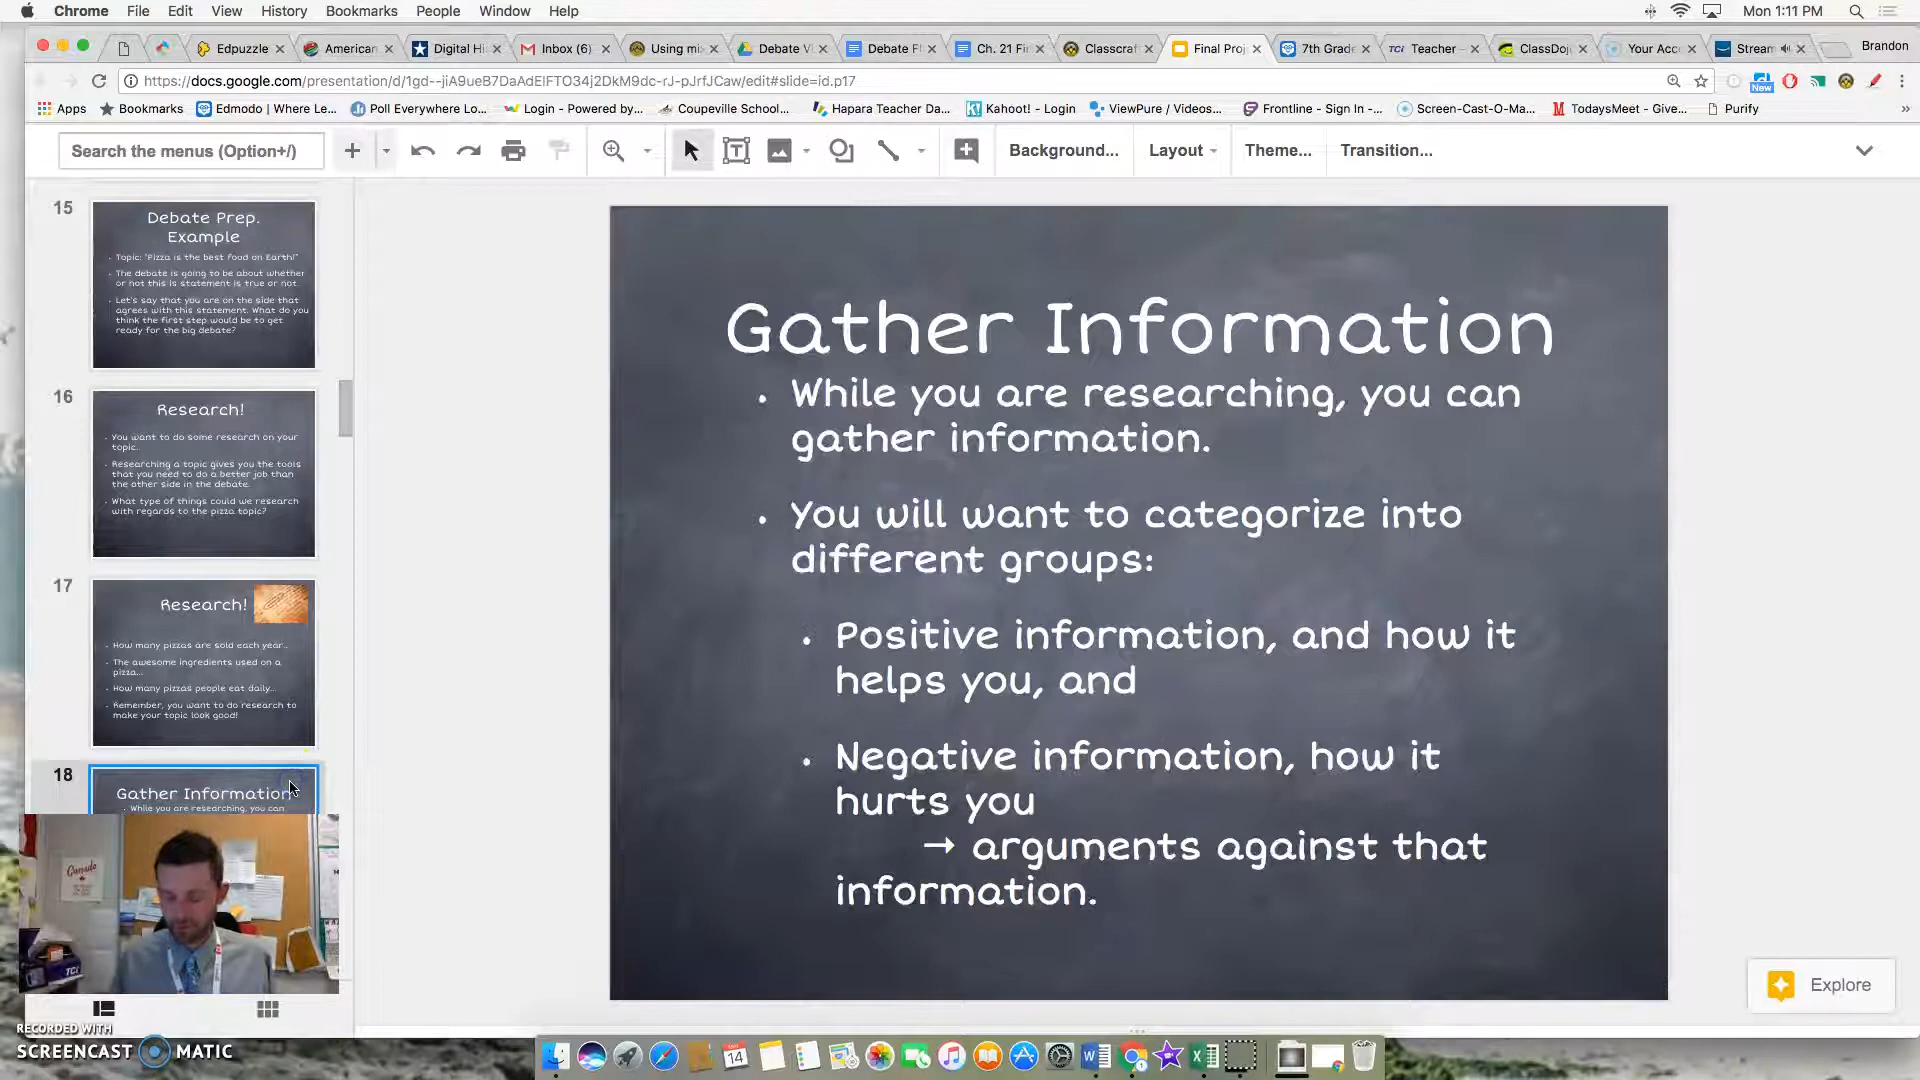 Chrome File Edit View History Bookmarks People Window Help Mon 1:11 PM
Edpuzzle American Digital Hi Inbox (6) Using mi Debate Vi Debate F Ch. 21 Fi Classcraf Final Proj 7th Grade Teacher – ClassDoj Your Acc Stream Brandon
https://docs.google.com/presentation/d/1gd--jiA9ueB7DaAdEIFTO34j2DkM9dc-rJ-pJrfJCaw/edit#slide=id.p17
New
Apps Bookmarks Edmodo | Where Le... Poll Everywhere Lo... Login - Powered by... Coupeville School... Hapara Teacher Da... Kahoot! - Login ViewPure / Videos... Frontline - Sign In -... Screen-Cast-O-Ma... TodaysMeet - Give... Purify »
Search the menus (Option+/) Background... Layout Theme... Transition...
15
Debate Prep.
Example
Topic: "Pizza is the best food on Earth!"
The debate is going to be about whether
or not this is statement is true or not.
Let's say that you are on the side that
agrees with this statement. What do you
think the first step would be to get
ready for the big debate?
16
Research!
You want to do some research on your
topic.
Researching a topic gives you the tools
that you need to do a better job than
the other side in the debate.
What type of things could we research
with regards to the pizza topic?
17
Research!
How many pizzas are sold each year...
The awesome ingredients used on a
pizza...
How many pizzas people eat daily...
Remember, you want to do research to
make your topic look good!
18
Gather Information
While you are researching, you can
Gather Information
• While you are researching, you can
gather information.
• You will want to categorize into
different groups:
• Positive information, and how it
helps you, and
• Negative information, how it
hurts you
→ arguments against that
information.
Explore
Canada
TCi
RECORDED WITH
SCREENCAST MATIC
14